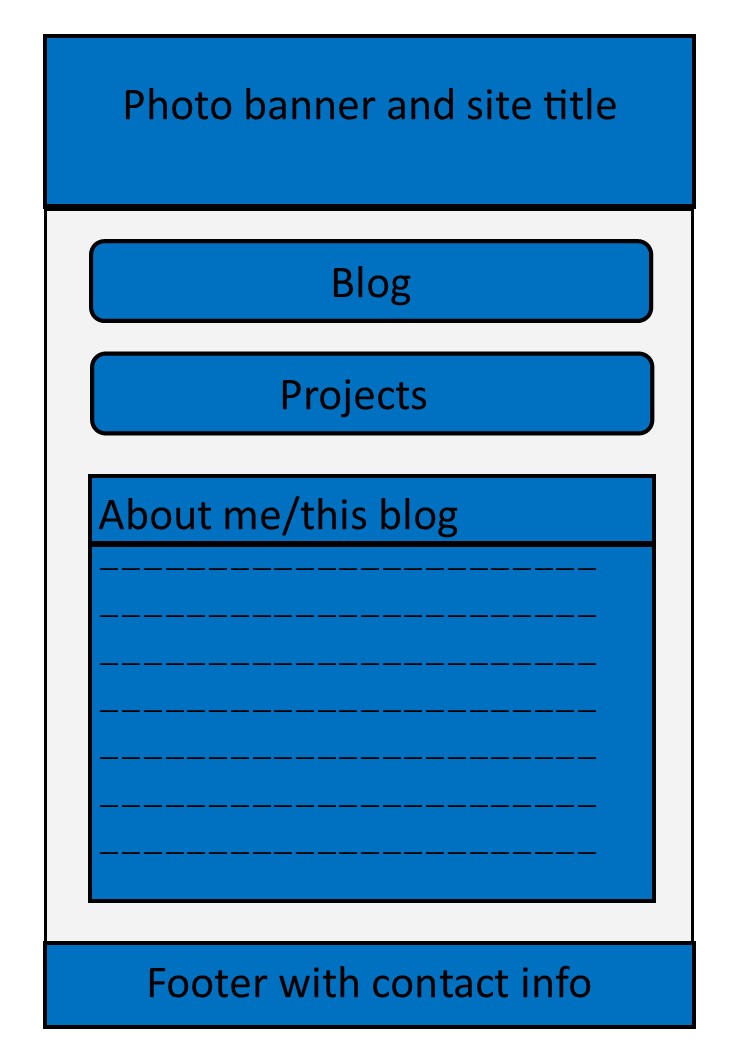 Photo banner and site title
Blog
Projects
About me/this blog
Footer with contact info